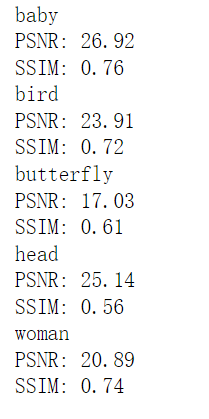 baby
PSNR: 26.92
SSIM: 0.76
bird
PSNR: 23.91
SSIM: 0.72
butterfly
PSNR: 17.03
SSIM: 0.61
head
PSNR: 25.14
SSIM: 0.56
woman
PSNR: 20.89
SSIM: 0.74